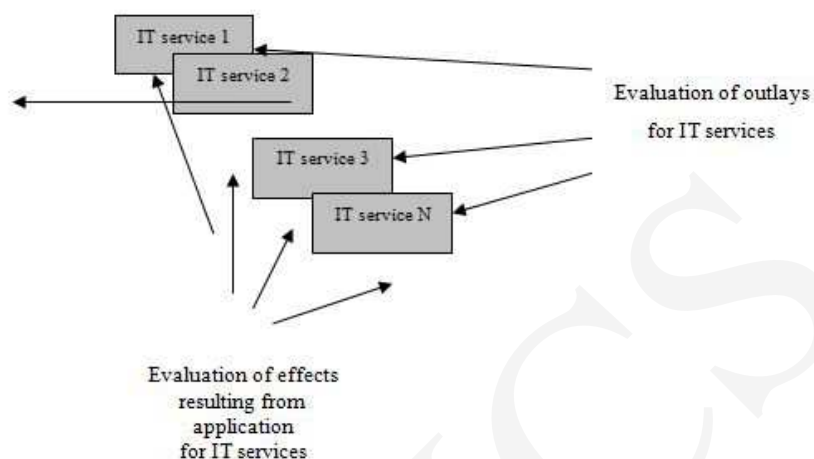 IT service 1
IT service 2
Evaluation of outlays
for IT services
IT service 3
IT service N
Evaluation of effects
resulting from
application
for IT services